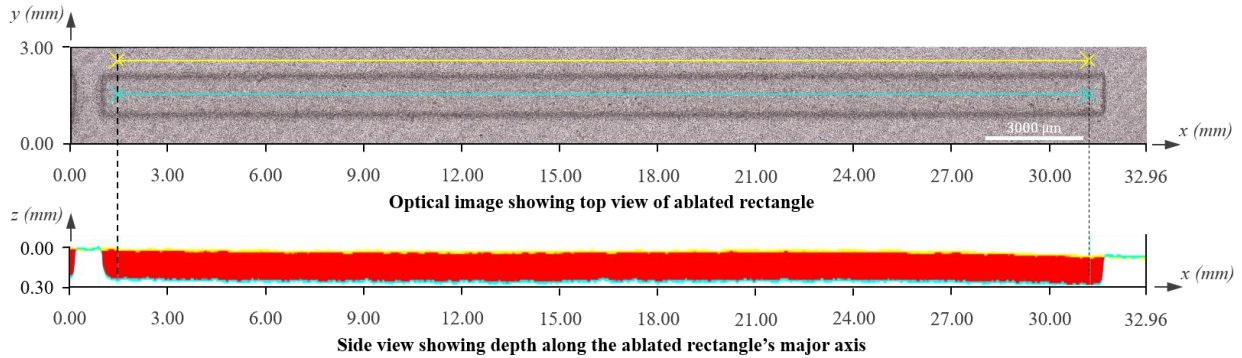 y (mm)
3.00
3000 µm
0.00
x (mm)
0.00 3.00 6.00 9.00 12.00 15.00 18.00 21.00 24.00 27.00 30.00 32.96
Optical image showing top view of ablated rectangle
z (mm)
0.00
0.30
x (mm)
0.00 3.00 6.00 9.00 12.00 15.00 18.00 21.00 24.00 27.00 30.00 32.96
Side view showing depth along the ablated rectangle's major axis